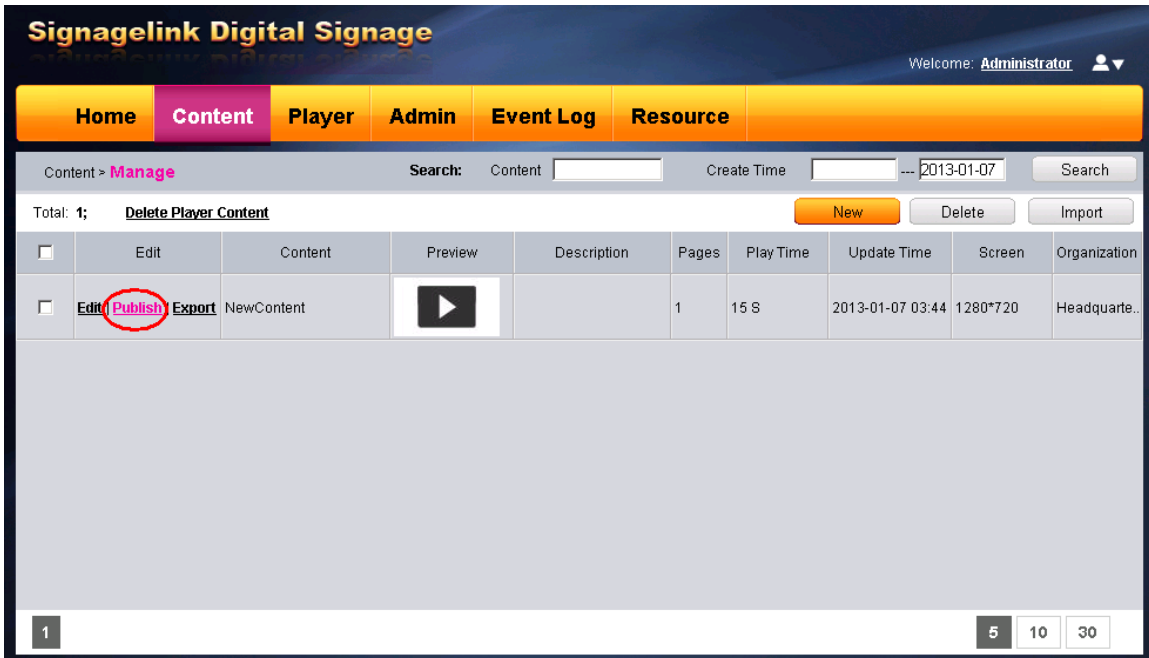 Signagelink Digital Signage
Welcome: Administrator
Home Content Player Admin Event Log Resource
Content > Manage Search: Content Create Time --- 2013-01-07 Search
Total: 1; Delete Player Content New Delete Import
Edit Content Preview Description Pages Play Time Update Time Screen Organization
Edit | Publish | Export NewContent 1 15 S 2013-01-07 03:44 1280*720 Headquarte..
1 5 10 30